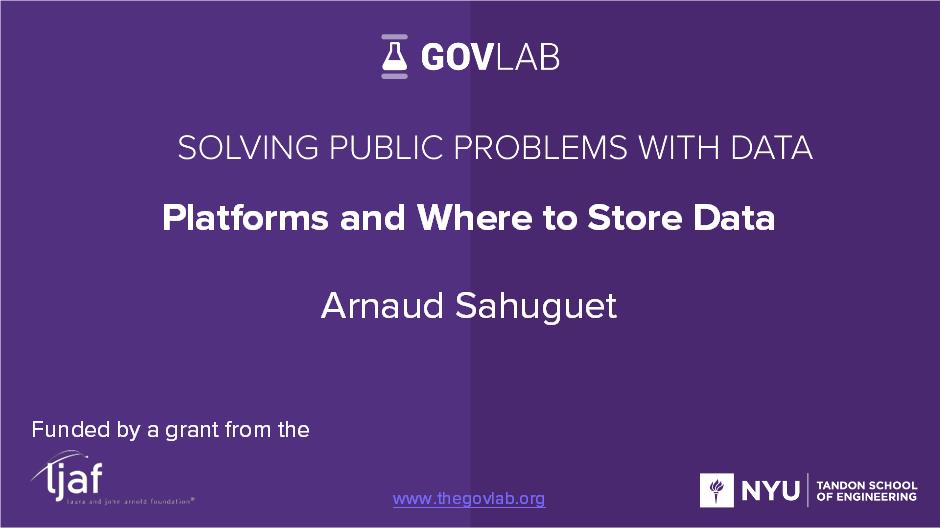 GOVLAB
SOLVING PUBLIC PROBLEMS WITH DATA
Platforms and Where to Store Data
Arnaud Sahuguet
Funded by a grant from the
ljaf
laura and john arnold foundation®
www.thegovlab.org
NYU
TANDON SCHOOL
OF ENGINEERING